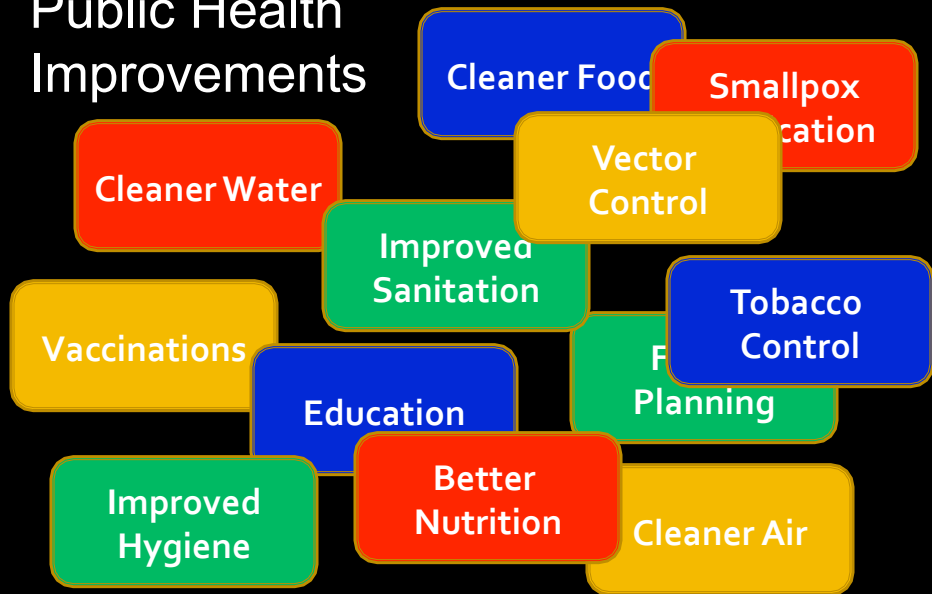 Public Health
Improvements
Cleaner Food
Smallpox
Vector
Control
Cleaner Water
Improved
Sanitation
Tobacco
Control
Vaccinations
Planning
Education
Better
Nutrition
Improved
Hygiene
Cleaner Air